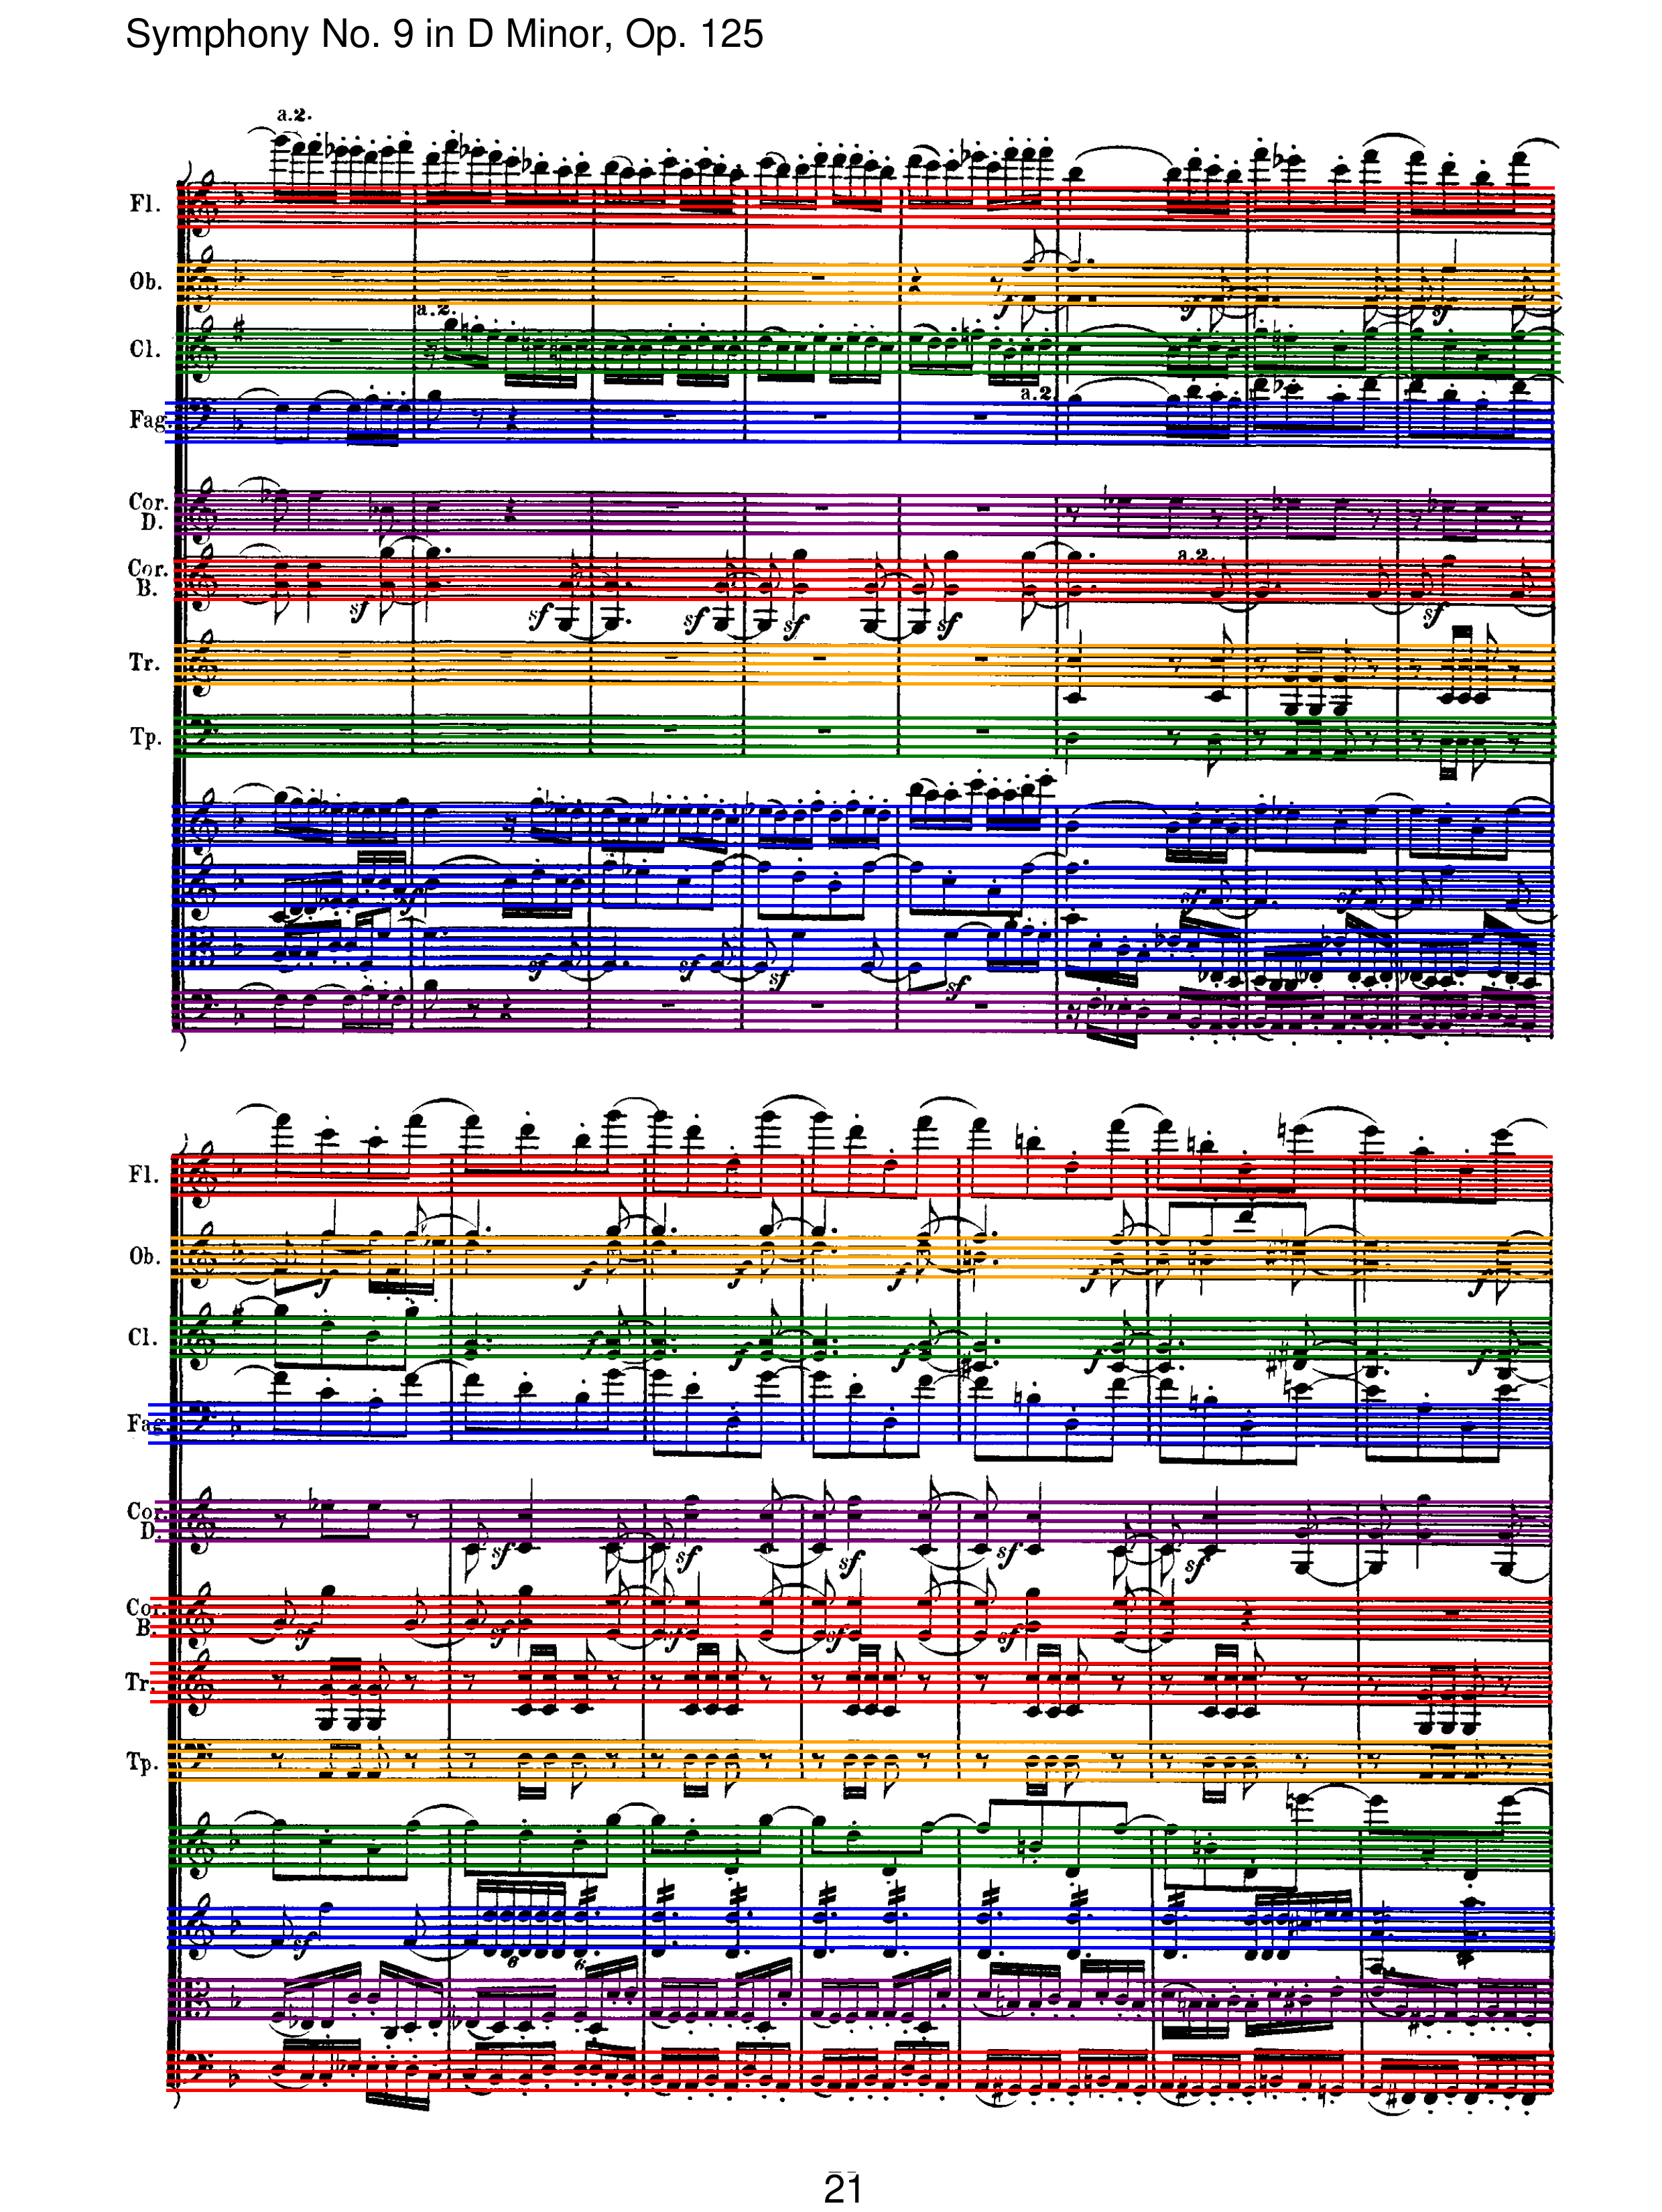 Symphony No. 9 in D Minor, Op. 125
a.2.
Fl.
Ob.
a.2.
Cl.
a.2.
Fag.
Cor.
D.
a.2.
Cor.
B.
sf
sf
sf
sf
sf
sf
Tr.
Tp.
sf
sf
sf
sf
sf
sf
Fl.
Ob.
f
f
f
f
f
f
Cl.
f
f
f
f
f
Fag.
Cor.
D.
sf
sf
sf
sf
sf
Cor.
B.
sf
sf
sf
sf
sf
Tr.
Tp.
sf
6
6
21